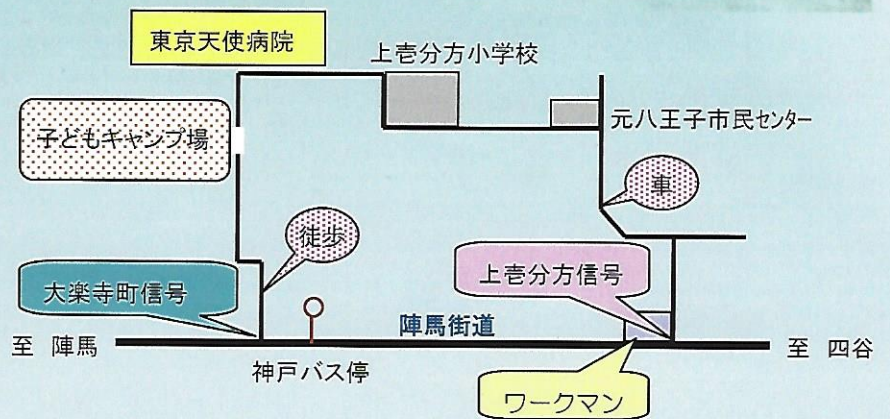 東京天使病院
上壱分方小学校
子どもキャンプ場
元八王子市民センター
車
徒歩
上壱分方信号
大楽寺町信号
陣馬街道
至 陣馬
至 四谷
神戸バス停
ワークマン